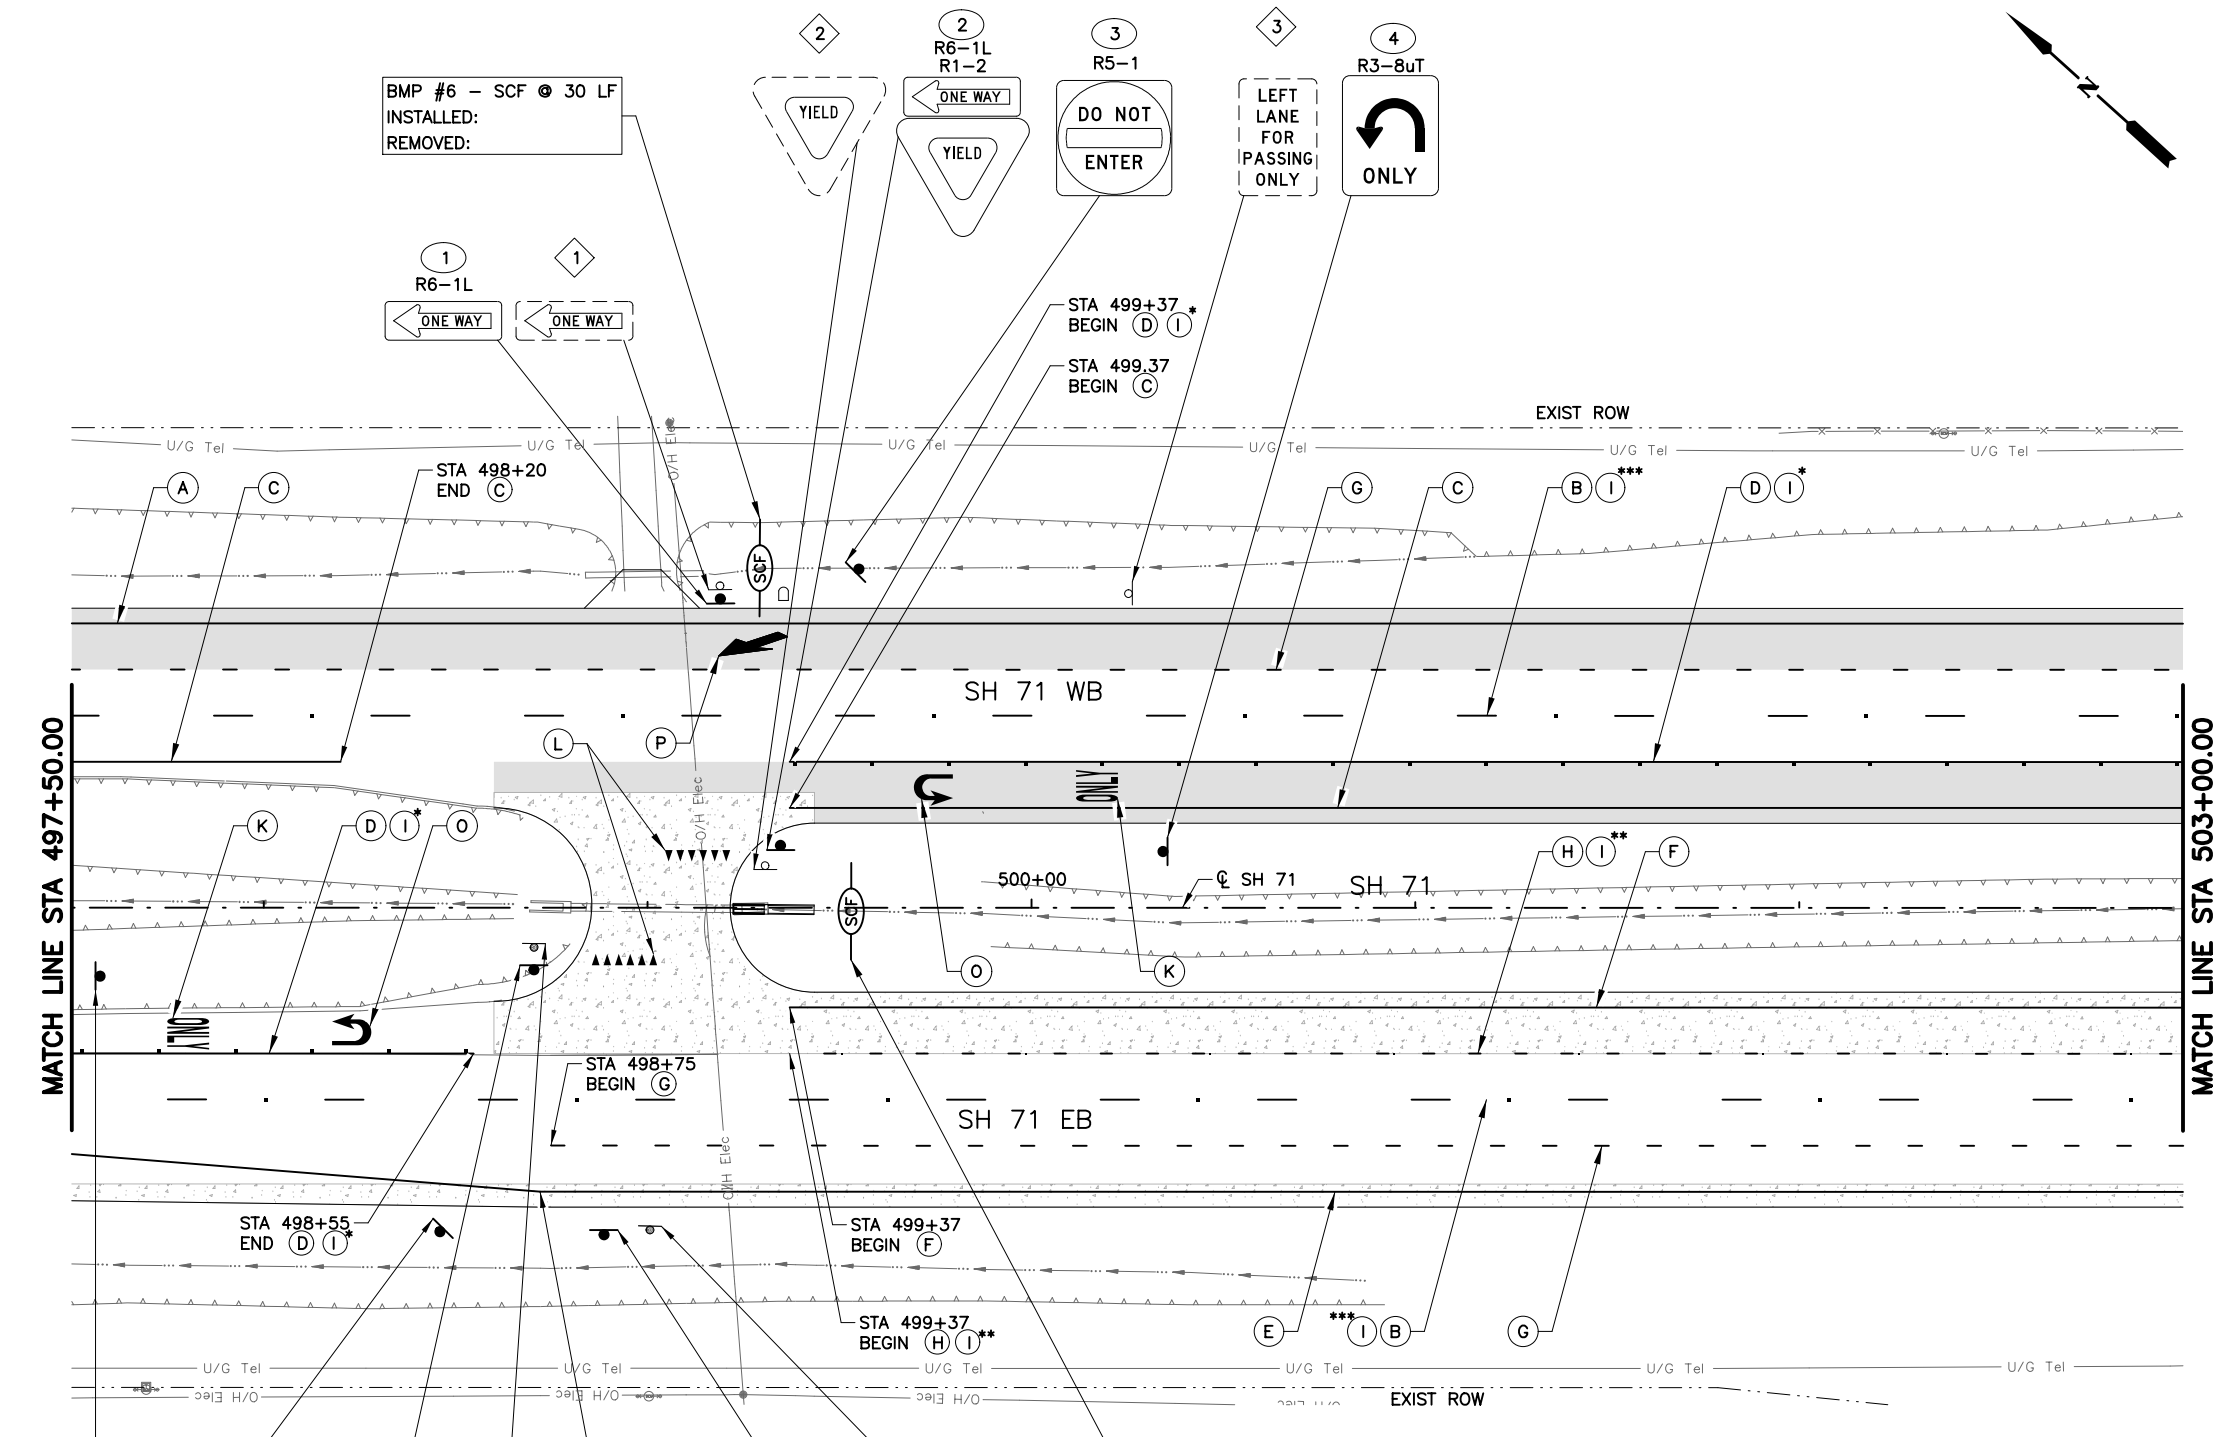 2
2
R6-1L
R1-2
3
R5-1
3
4
R3-8uT
N
BMP #6 - SCF @ 30 LF
INSTALLED:
REMOVED:
YIELD
ONE WAY
YIELD
DO NOT
ENTER
LEFT
LANE
FOR
PASSING
ONLY
ONLY
1
R6-1L
ONE WAY
1
ONE WAY
STA 499+37
BEGIN D I*
STA 499.37
BEGIN C
EXIST ROW
U/G Tel
U/G Tel
U/G Tel
U/G Tel
U/G Tel
U/G Tel
O/H Elec
A
C
STA 498+20
END C
G
C
B I***
D I*
SCF
D
SH 71 WB
L
P
ONLY
O/H Elec
MATCH LINE STA 497+50.00
MATCH LINE STA 503+00.00
K
D I*
O
H I**
F
500+00
℄ SH 71
SH 71
SCF
O
K
ONLY
STA 498+75
BEGIN G
SH 71 EB
O/H Elec
STA 498+55
END D I*
STA 499+37
BEGIN F
STA 499+37
BEGIN H I**
E
***
I B
G
U/G Tel
U/G Tel
U/G Tel
U/G Tel
U/G Tel
U/G Tel
O/H Elec
O/H Elec
O/H Elec
EXIST ROW